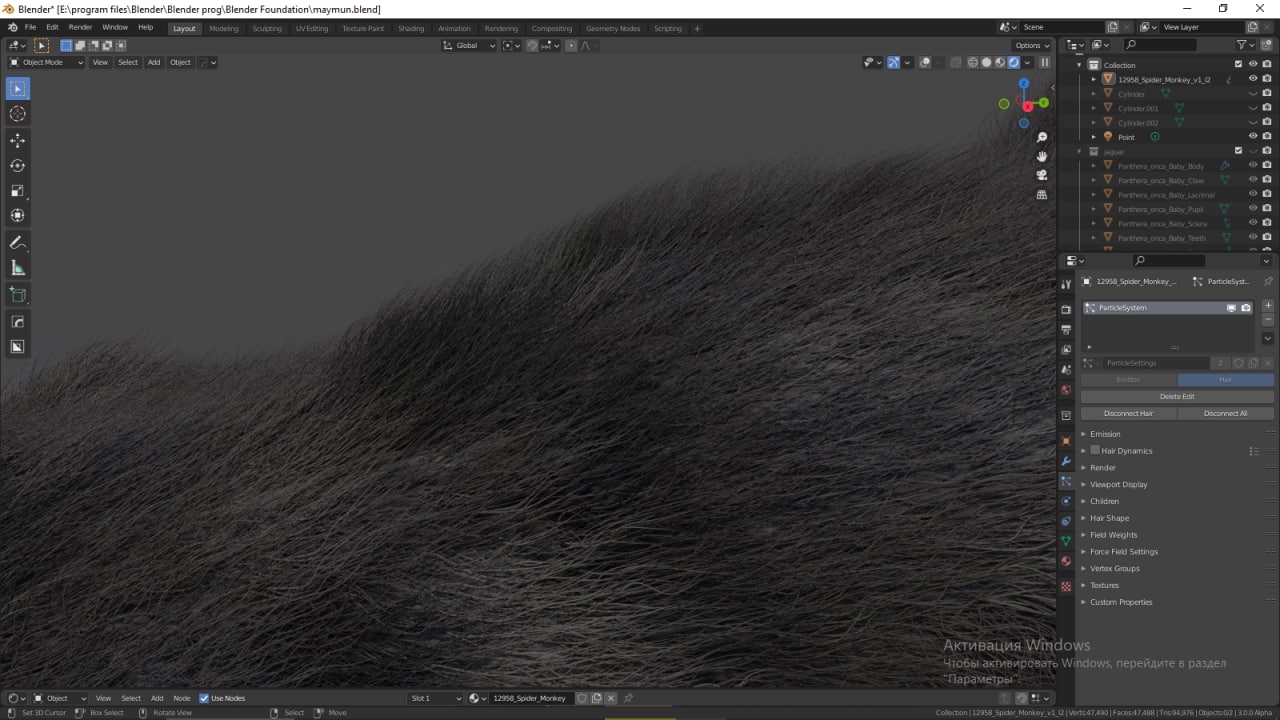 Blender* [E:\program files\Blender\Blender prog\Blender Foundation\maymun.blend]
File Edit Render Window Help Layout Modeling Sculpting UV Editing Texture Paint Shading Animation Rendering Compositing Geometry Nodes Scripting + Scene View Layer
Global Options
Object Mode View Select Add Object
Collection
12958_Spider_Monkey_v1_l2
Cylinder
Cylinder.001
Cylinder.002
Point
jaguar
Panthera_onca_Baby_Body
Panthera_onca_Baby_Claw
Panthera_onca_Baby_Lacrimal
Panthera_onca_Baby_Pupil
Panthera_onca_Baby_Sclera
Panthera_onca_Baby_Teeth
12958_Spider_Monkey_... ParticleSyst...
ParticleSystem
ParticleSettings 2
Emitter Hair
Delete Edit
Disconnect Hair Disconnect All
Emission
Hair Dynamics
Render
Viewport Display
Children
Hair Shape
Field Weights
Force Field Settings
Vertex Groups
Textures
Custom Properties
Активация Windows
Чтобы активировать Windows, перейдите в раздел
"Параметры".
Object View Select Add Node Use Nodes Slot 1 12958_Spider_Monkey
Set 3D Cursor Box Select Rotate View Select Move Collection | 12958_Spider_Monkey_v1_l2 | Verts:47,490 | Faces:47,488 | Tris:94,976 | Objects:0/2 | 3.0.0 Alpha